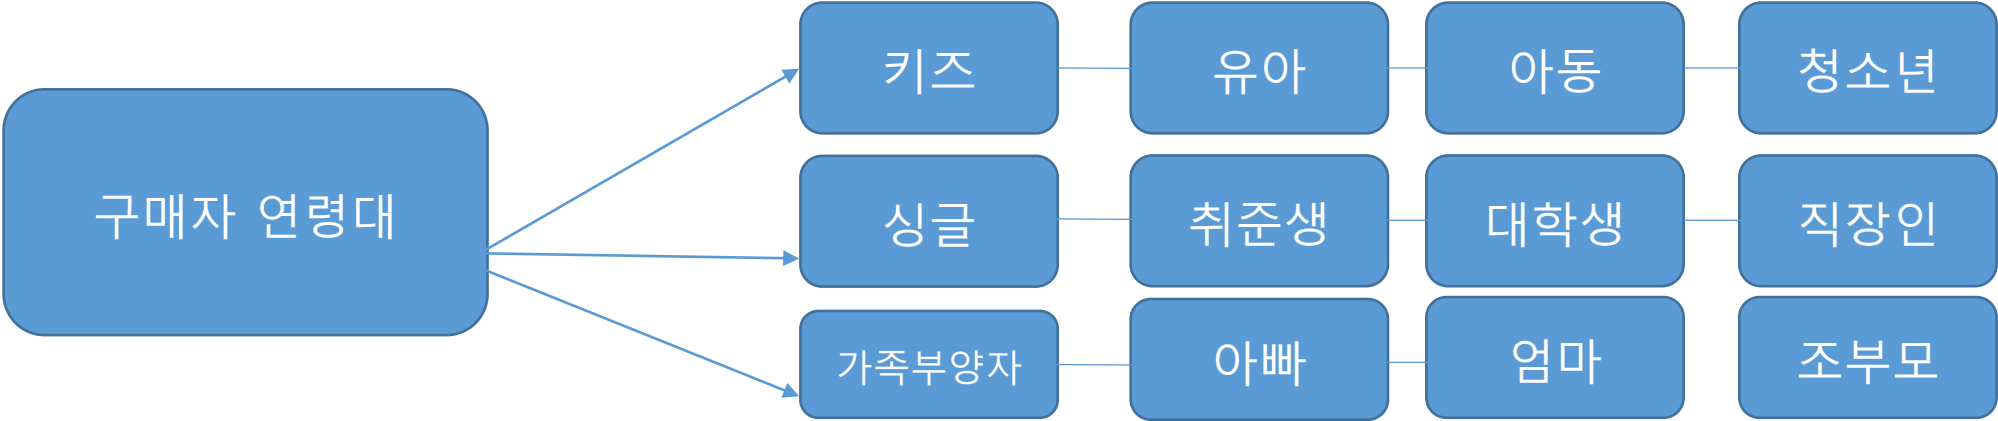 구매자 연령대
키즈
유아
아동
청소년
싱글
취준생
대학생
직장인
가족부양자
아빠
엄마
조부모